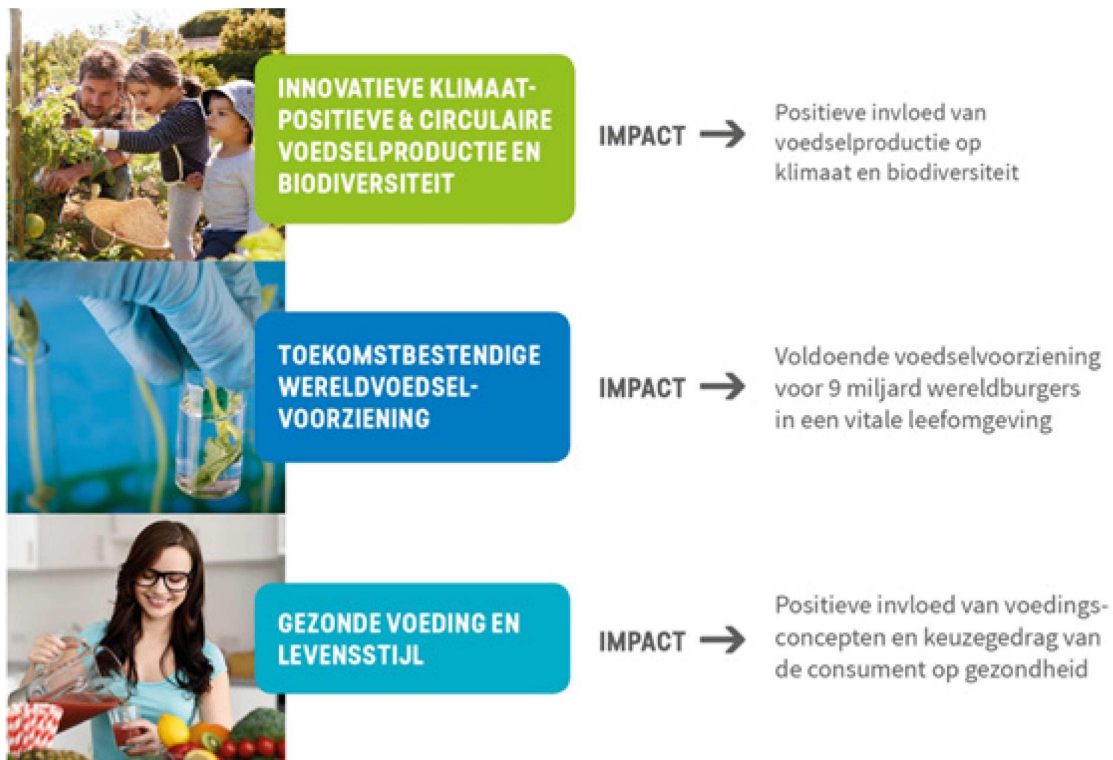 INNOVATIEVE KLIMAAT-
POSITIEVE & CIRCULAIRE
VOEDSELPRODUCTIE EN
BIODIVERSITEIT
IMPACT →
Positieve invloed van
voedselproductie op
klimaat en biodiversiteit
TOEKOMSTBESTENDIGE
WERELDVOEDSEL-
VOORZIENING
IMPACT →
Voldoende voedselvoorziening
voor 9 miljard wereldburgers
in een vitale leefomgeving
GEZONDE VOEDING EN
LEVENSSTIJL
IMPACT →
Positieve invloed van voedings-
concepten en keuzegedrag van
de consument op gezondheid